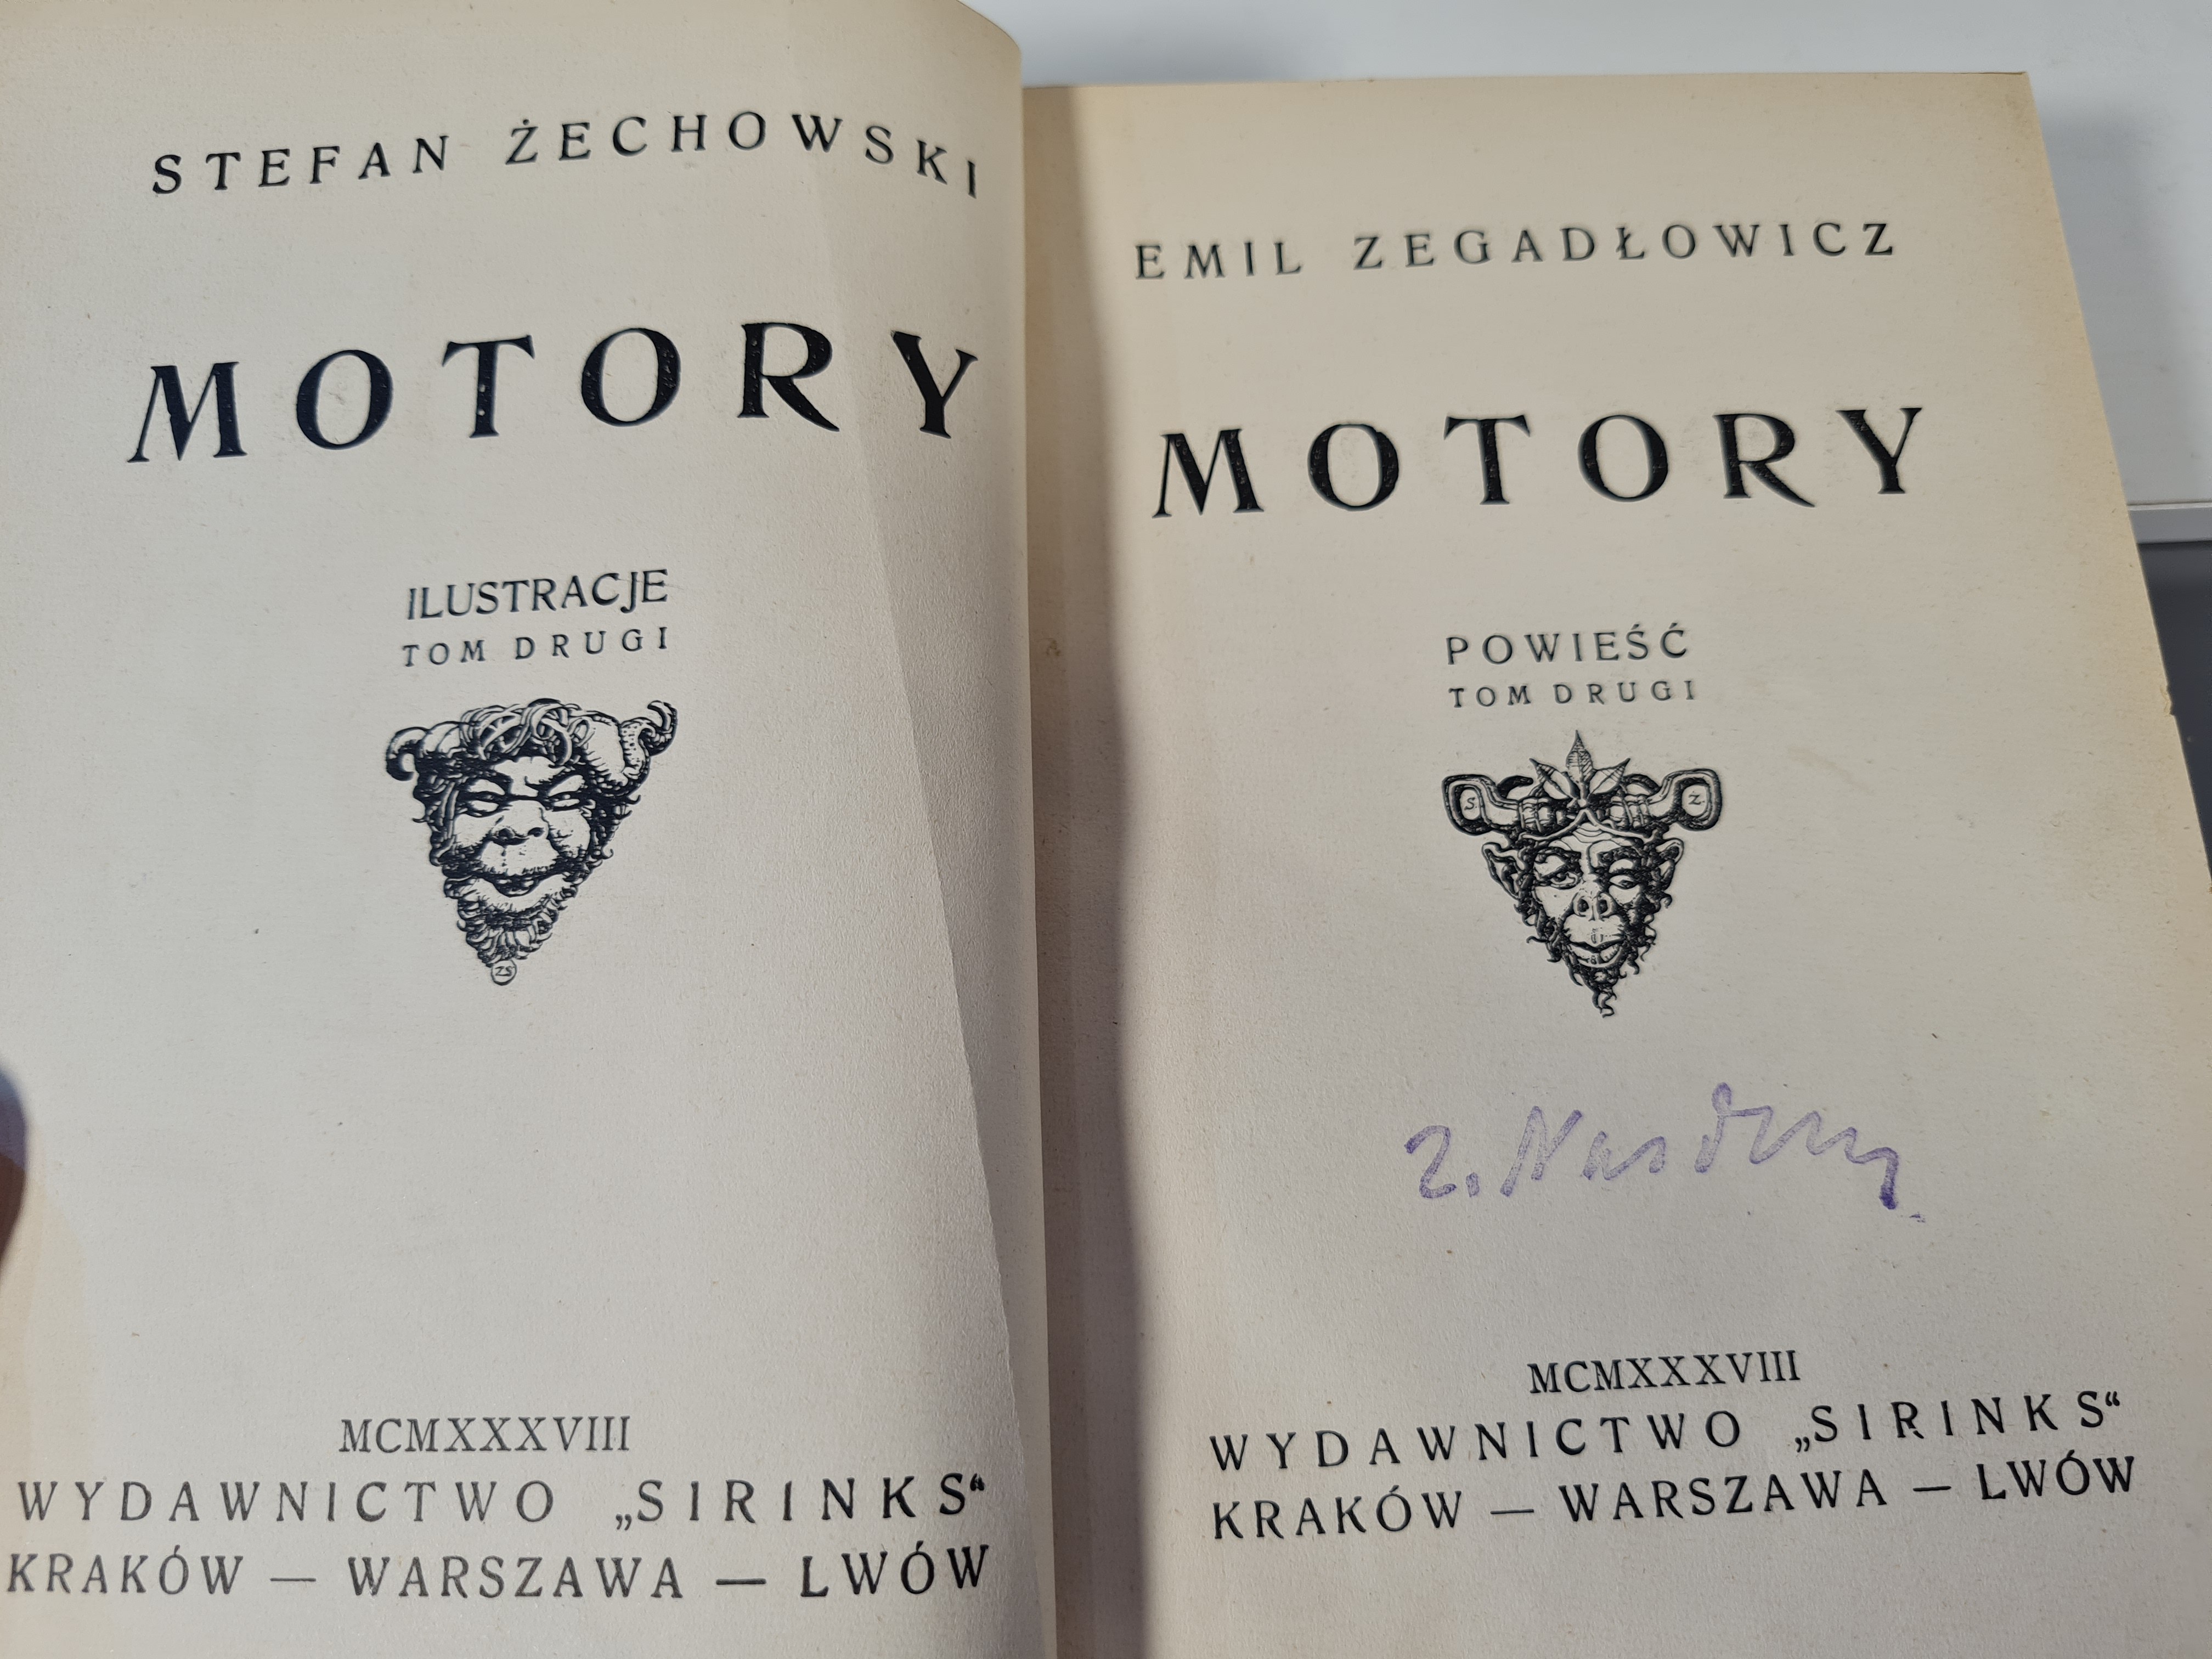 STEFAN ŻECHOWSKI
MOTORY
ILUSTRACJE
TOM DRUGI
ZS
MCMXXXVIII
WYDAWNICTWO „SIRINKS“
KRAKÓW — WARSZAWA — LWÓW
EMIL ZEGADŁOWICZ
MOTORY
POWIEŚĆ
TOM DRUGI
S. Z.
MCMXXXVIII
WYDAWNICTWO „SIRINKS“
KRAKÓW — WARSZAWA — LWÓW